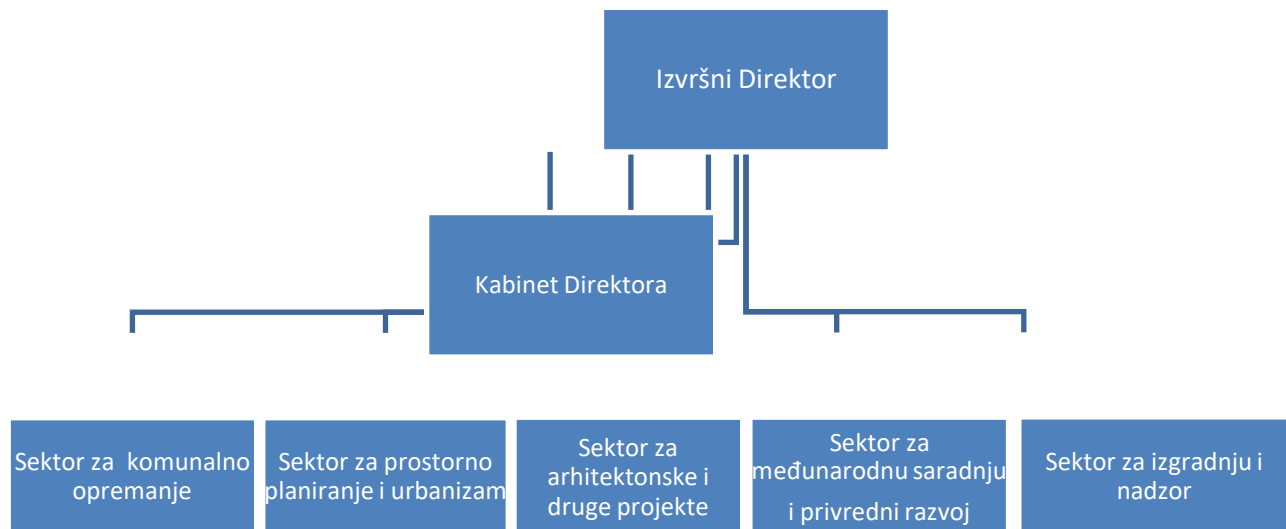 Izvršni Direktor
Kabinet Direktora
Sektor za komunalno
opremanje
Sektor za prostorno
planiranje i urbanizam
Sektor za
arhitektonske i
druge projekte
Sektor za
međunarodnu saradnju
i privredni razvoj
Sektor za izgradnju i
nadzor